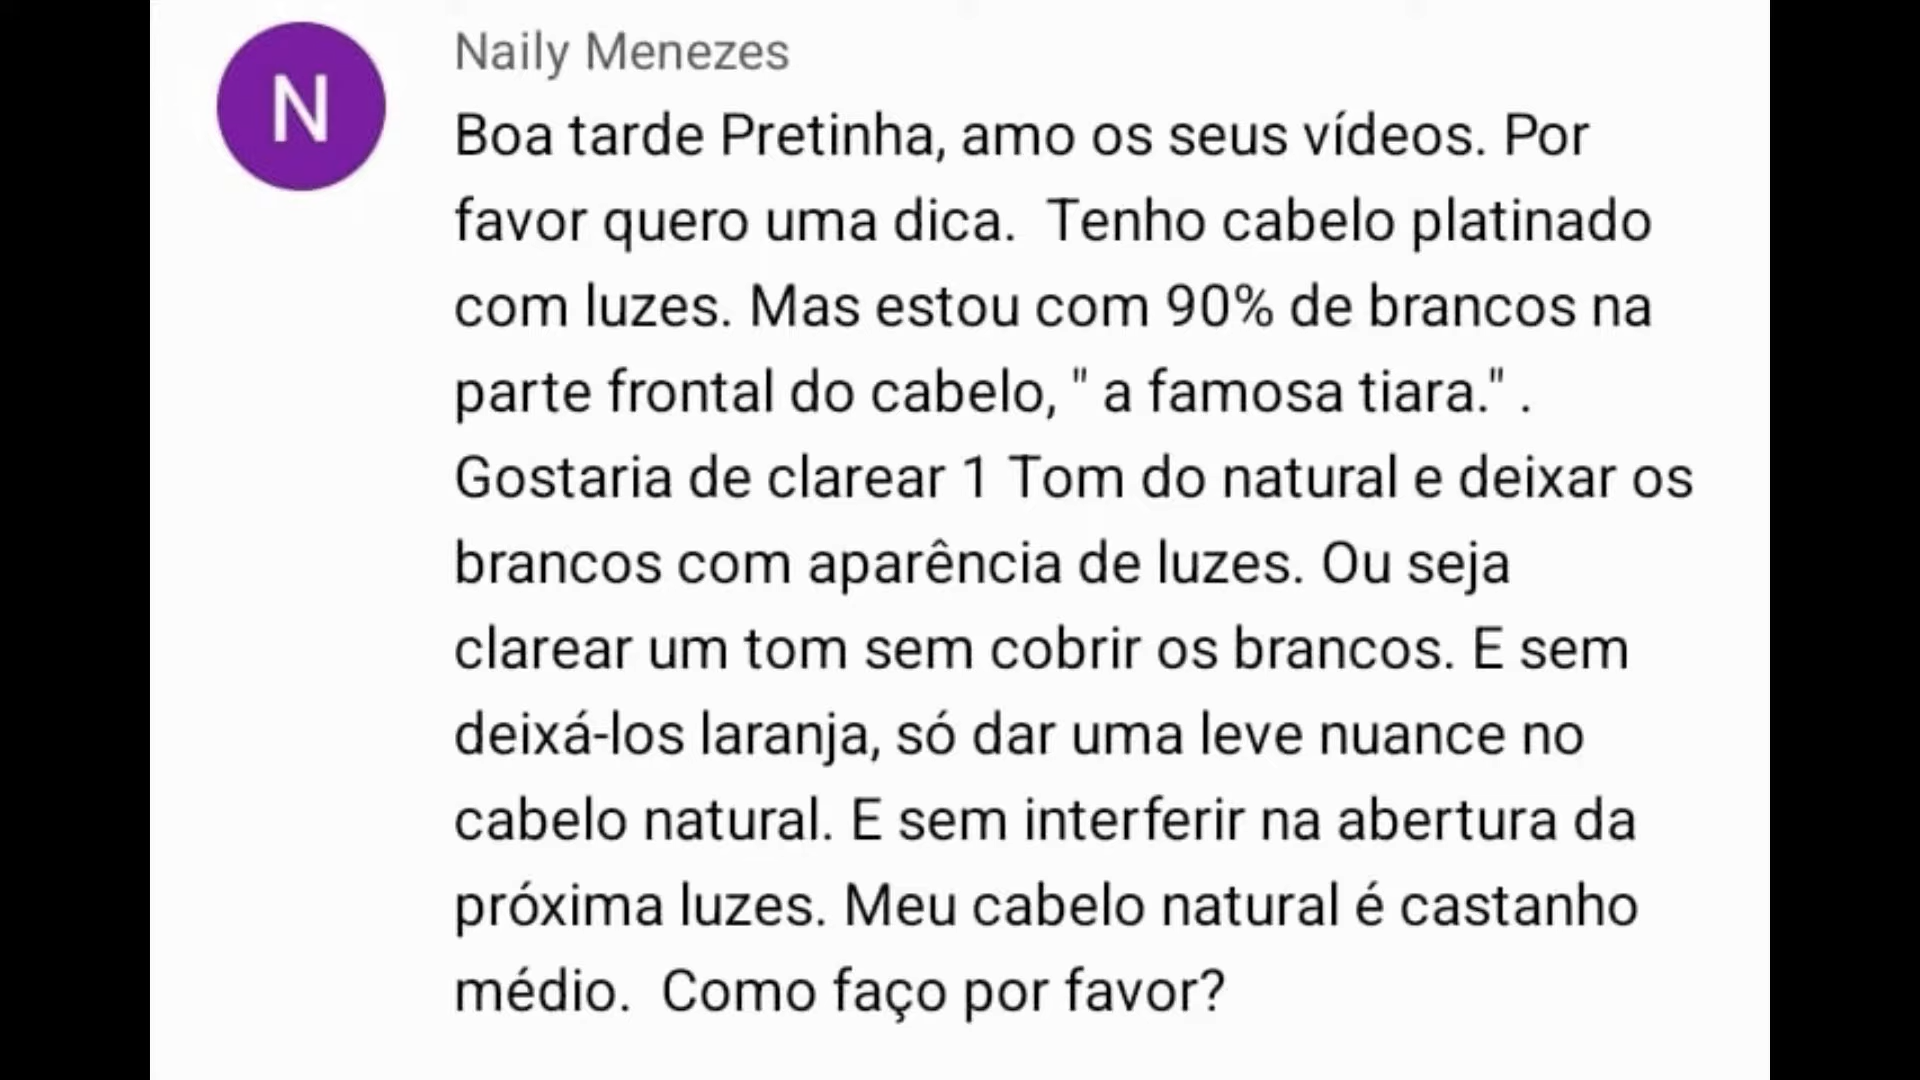 N
Naily Menezes
Boa tarde Pretinha, amo os seus vídeos. Por
favor quero uma dica.  Tenho cabelo platinado
com luzes. Mas estou com 90% de brancos na
parte frontal do cabelo, " a famosa tiara." .
Gostaria de clarear 1 Tom do natural e deixar os
brancos com aparência de luzes. Ou seja
clarear um tom sem cobrir os brancos. E sem
deixá-los laranja, só dar uma leve nuance no
cabelo natural. E sem interferir na abertura da
próxima luzes. Meu cabelo natural é castanho
médio.  Como faço por favor?